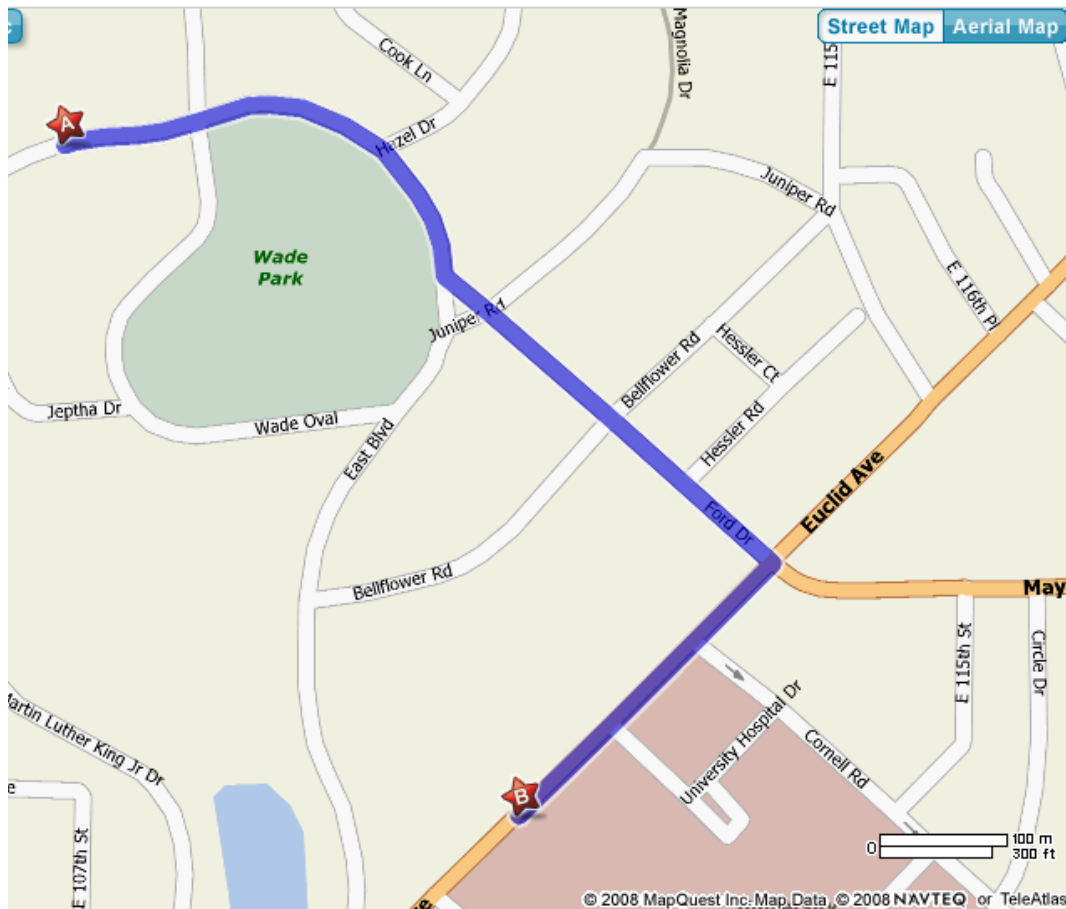 Street Map
Aerial Map
Magnolia Dr
Cook Ln
E 115
A
Hazel Dr
Juniper Rd
Wade
Park
E 116th Pl
Juniper Rd
Hessler Ct
Bellflower Rd
Jeptha Dr
Wade Oval
Hessler Rd
East Blvd
Euclid Ave
Ford Dr
Bellflower Rd
May
E 115th St
Circle Dr
University Hospital Dr
Martin Luther King Jr Dr
Cornell Rd
B
E 107th St
0
100 m
300 ft
© 2008 MapQuest Inc. Map Data © 2008 NAVTEQ or TeleAtlas